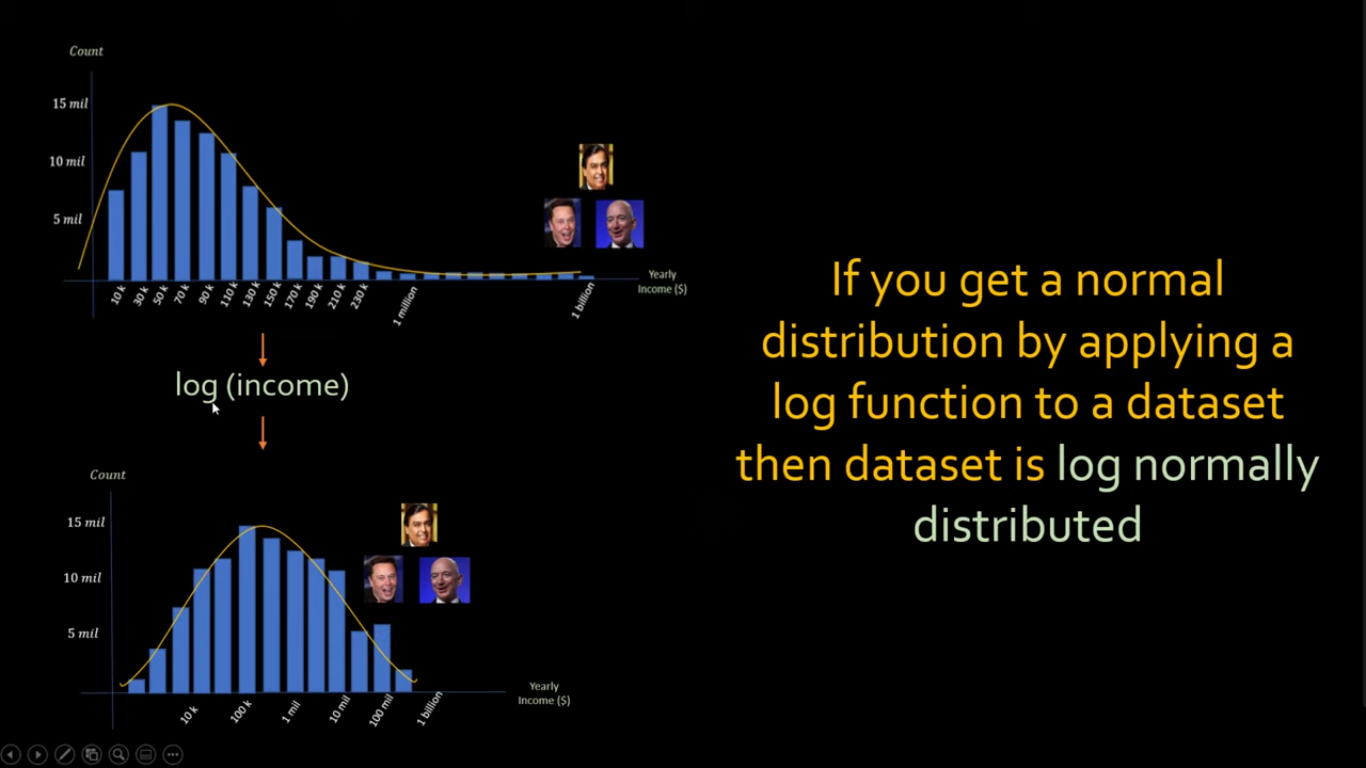 Count
15 mil
10 mil
5 mil
10 k
30 k
50 k
70 k
90 k
110 k
130 k
150 k
170 k
190 k
210 k
230 k
1 million
1 billion
Yearly
Income ($)
log (income)
Count
15 mil
10 mil
5 mil
10 k
100 k
1 mil
10 mil
100 mil
1 billion
Yearly
Income ($)
If you get a normal
distribution by applying a
log function to a dataset
then dataset is log normally
distributed